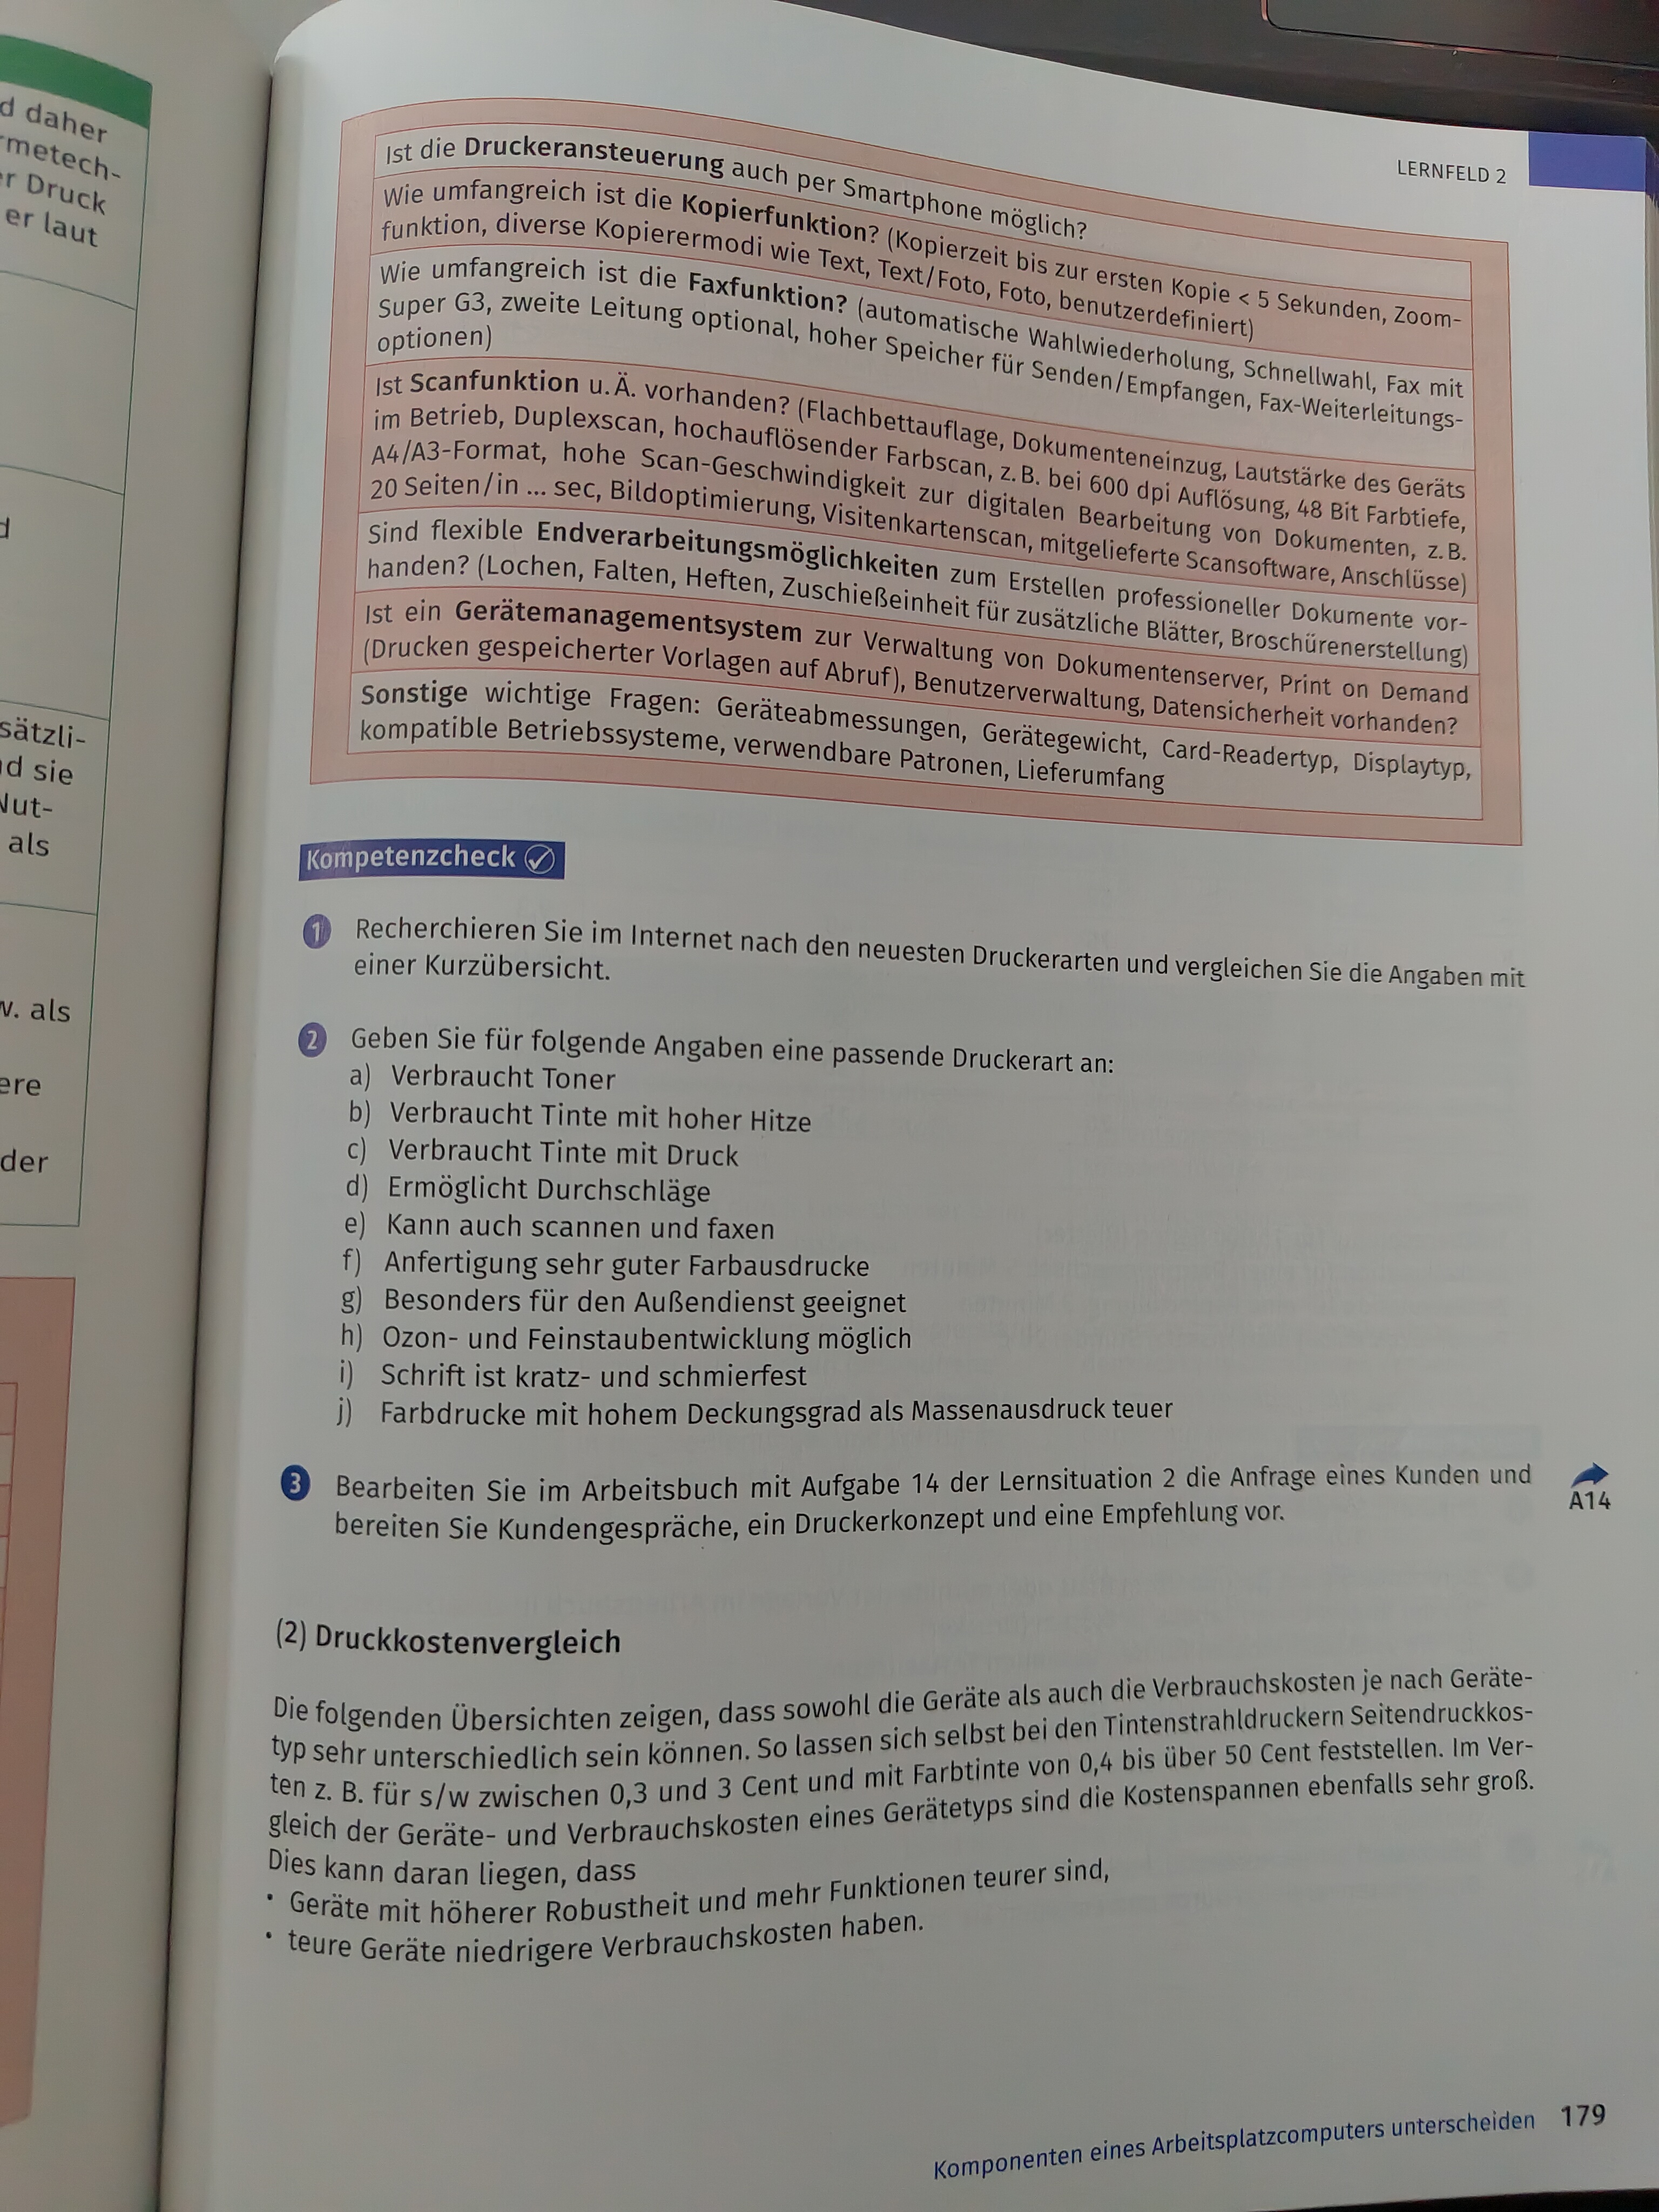 d daher
rmetech-
er Druck
er laut
d
sätzli-
nd sie
Nut-
als
w. als
ere
der
LERNFELD 2
Ist die Druckeransteuerung auch per Smartphone möglich?
Wie umfangreich ist die Kopierfunktion? (Kopierzeit bis zur ersten Kopie < 5 Sekunden, Zoom-
funktion, diverse Kopierermodi wie Text, Text/Foto, Foto, benutzerdefiniert)
Wie umfangreich ist die Faxfunktion? (automatische Wahlwiederholung, Schnellwahl, Fax mit
Super G3, zweite Leitung optional, hoher Speicher für Senden/Empfangen, Fax-Weiterleitungs-
optionen)
Ist Scanfunktion u. Ä. vorhanden? (Flachbettauflage, Dokumenteneinzug, Lautstärke des Geräts
im Betrieb, Duplexscan, hochauflösender Farbscan, z. B. bei 600 dpi Auflösung, 48 Bit Farbtiefe,
A4/A3-Format, hohe Scan-Geschwindigkeit zur digitalen Bearbeitung von Dokumenten, z. B.
20 Seiten/in ... sec, Bildoptimierung, Visitenkartenscan, mitgelieferte Scansoftware, Anschlüsse)
Sind flexible Endverarbeitungsmöglichkeiten zum Erstellen professioneller Dokumente vor-
handen? (Lochen, Falten, Heften, Zuschießeinheit für zusätzliche Blätter, Broschürenerstellung)
Ist ein Gerätemanagementsystem zur Verwaltung von Dokumentenserver, Print on Demand
(Drucken gespeicherter Vorlagen auf Abruf), Benutzerverwaltung, Datensicherheit vorhanden?
Sonstige wichtige Fragen: Geräteabmessungen, Gerätegewicht, Card-Readertyp, Displaytyp,
kompatible Betriebssysteme, verwendbare Patronen, Lieferumfang
Kompetenzcheck
1 Recherchieren Sie im Internet nach den neuesten Druckerarten und vergleichen Sie die Angaben mit
einer Kurzübersicht.
2 Geben Sie für folgende Angaben eine passende Druckerart an:
a) Verbraucht Toner
b) Verbraucht Tinte mit hoher Hitze
c) Verbraucht Tinte mit Druck
d) Ermöglicht Durchschläge
e) Kann auch scannen und faxen
f) Anfertigung sehr guter Farbausdrucke
g) Besonders für den Außendienst geeignet
h) Ozon- und Feinstaubentwicklung möglich
i) Schrift ist kratz- und schmierfest
j) Farbdrucke mit hohem Deckungsgrad als Massenausdruck teuer
3 Bearbeiten Sie im Arbeitsbuch mit Aufgabe 14 der Lernsituation 2 die Anfrage eines Kunden und
bereiten Sie Kundengespräche, ein Druckerkonzept und eine Empfehlung vor.
A14
(2) Druckkostenvergleich
Die folgenden Übersichten zeigen, dass sowohl die Geräte als auch die Verbrauchskosten je nach Geräte-
typ sehr unterschiedlich sein können. So lassen sich selbst bei den Tintenstrahldruckern Seitendruckkos-
ten z. B. für s/w zwischen 0,3 und 3 Cent und mit Farbtinte von 0,4 bis über 50 Cent feststellen. Im Ver-
gleich der Geräte- und Verbrauchskosten eines Gerätetyps sind die Kostenspannen ebenfalls sehr groß.
Dies kann daran liegen, dass
• Geräte mit höherer Robustheit und mehr Funktionen teurer sind,
• teure Geräte niedrigere Verbrauchskosten haben.
Komponenten eines Arbeitsplatzcomputers unterscheiden 179